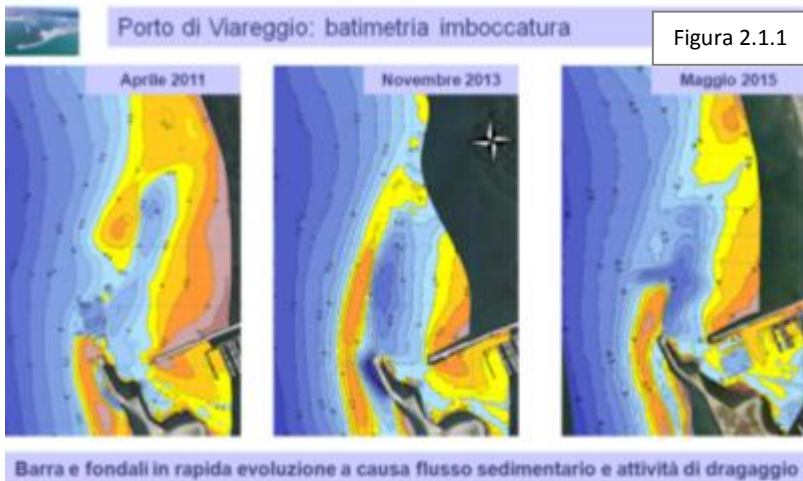 Porto di Viareggio: batimetria imboccatura
Figura 2.1.1
Aprile 2011
Novembre 2013
Maggio 2015
Barra e fondali in rapida evoluzione a causa flusso sedimentario e attività di dragaggio